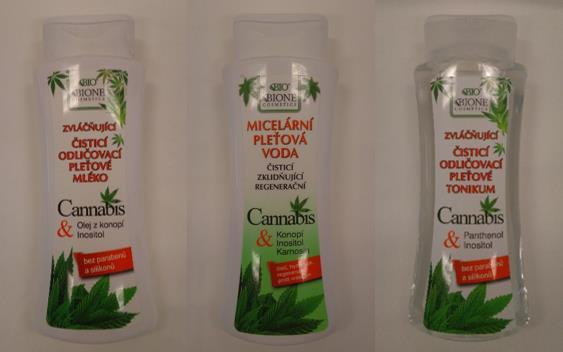 BIO
BIONE
COSMETICS
ZVLÁČŇUJÍCÍ
ČISTICÍ
ODLIČOVACÍ
PLEŤOVÉ
MLÉKO
Cannabis
& Olej z konopí
Inositol
bez parabenů
a silikonů
BIO
BIONE
COSMETICS
MICELÁRNÍ
PLEŤOVÁ
VODA
ČISTICÍ
ZKLIDŇUJÍCÍ
REGENERAČNÍ
Cannabis
& Konopí
Inositol
Karnosin
BIO
BIONE
COSMETICS
ZVLÁČŇUJÍCÍ
ČISTICÍ
ODLIČOVACÍ
PLEŤOVÉ
TONIKUM
Cannabis
& Panthenol
Inositol
bez parabenů
a silikonů